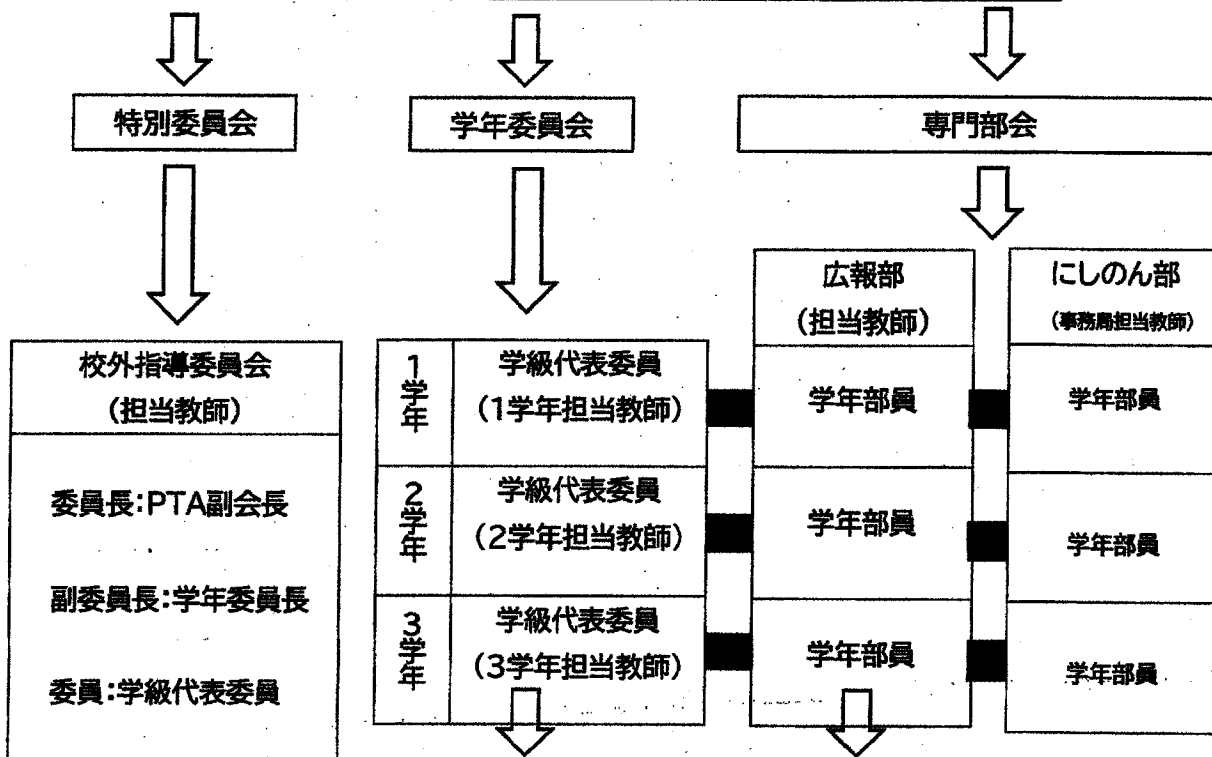 特別委員会
学年委員会
専門部会
校外指導委員会
(担当教師)
委員長:PTA副会長
副委員長:学年委員長
委員:学級代表委員
1学年
学級代表委員
(1学年担当教師)
2学年
学級代表委員
(2学年担当教師)
3学年
学級代表委員
(3学年担当教師)
広報部
(担当教師)
学年部員
学年部員
学年部員
にしのん部
(事務局担当教師)
学年部員
学年部員
学年部員